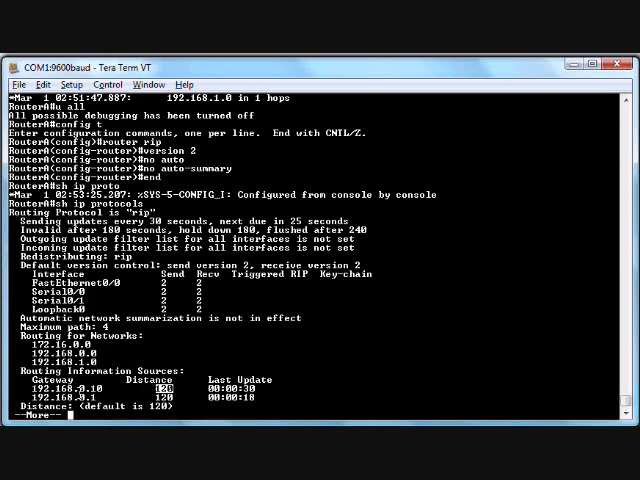 COM1:9600baud - Tera Term VT
File Edit Setup Control Window Help
*Mar  1 02:51:47.887:      192.168.1.0 in 1 hops
RouterA#u all
All possible debugging has been turned off
RouterA#config t
Enter configuration commands, one per line.  End with CNTL/Z.
RouterA(config)#router rip
RouterA(config-router)#version 2
RouterA(config-router)#no auto
RouterA(config-router)#no auto-summary
RouterA(config-router)#end
RouterA#sh ip proto
*Mar  1 02:53:25.207: %SYS-5-CONFIG_I: Configured from console by console
RouterA#sh ip protocols
Routing Protocol is "rip"
Sending updates every 30 seconds, next due in 25 seconds
Invalid after 180 seconds, hold down 180, flushed after 240
Outgoing update filter list for all interfaces is not set
Incoming update filter list for all interfaces is not set
Redistributing: rip
Default version control: send version 2, receive version 2
Interface Send Recv Triggered RIP Key-chain
FastEthernet0/0 2 2
Serial0/0 2 2
Serial0/1 2 2
Loopback0 2 2
Automatic network summarization is not in effect
Maximum path: 4
Routing for Networks:
172.16.0.0
192.168.0.0
192.168.1.0
Routing Information Sources:
Gateway Distance Last Update
192.168.0.10 120 00:00:30
192.168.0.1 120 00:00:18
Distance: (default is 120)
--More--